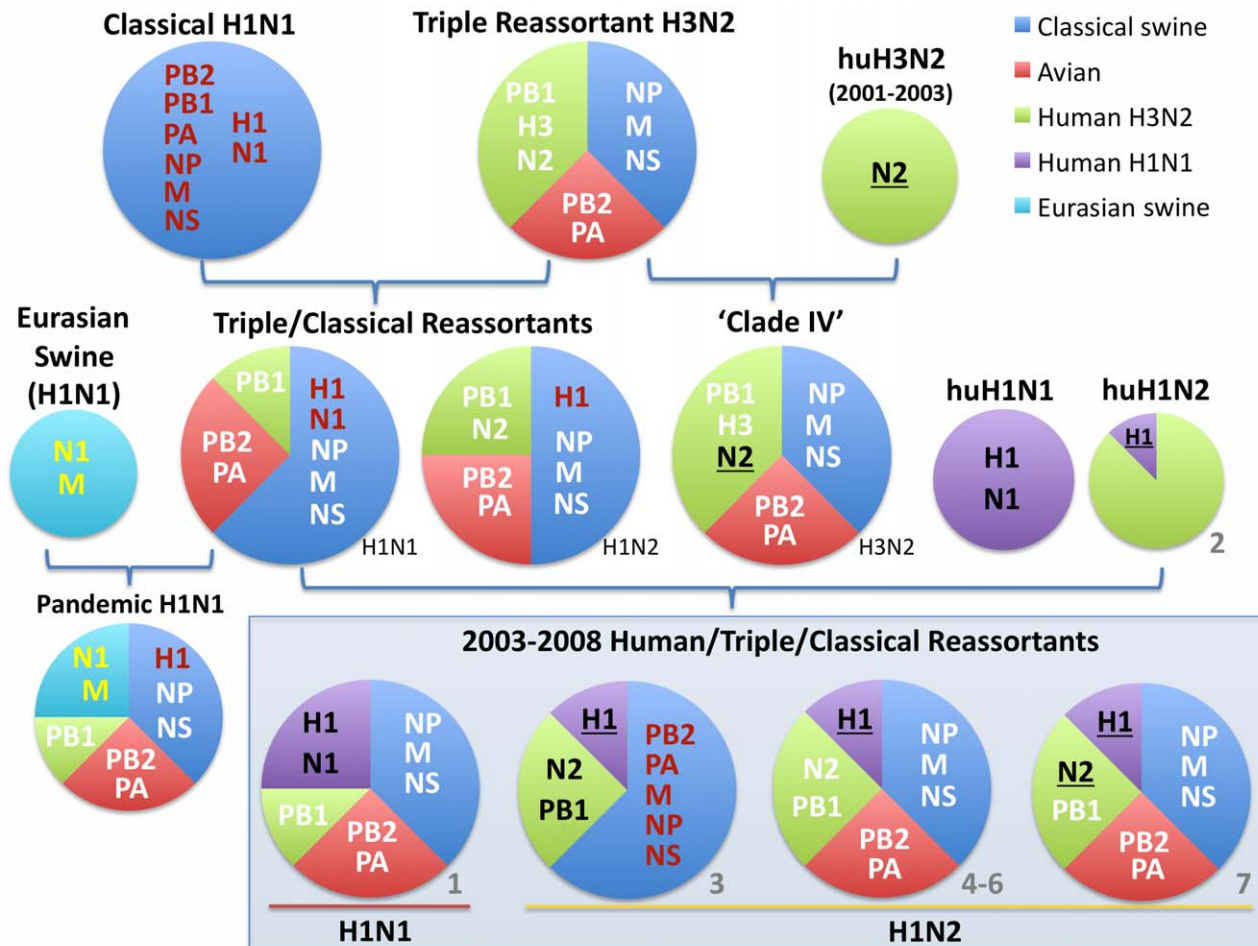 Classical H1N1
PB2
PB1
PA
NP
M
NS
H1
N1
Triple Reassortant H3N2
PB1
H3
N2
NP
M
NS
PB2
PA
huH3N2
(2001-2003)
N2
Classical swine
Avian
Human H3N2
Human H1N1
Eurasian swine
Eurasian
Swine
(H1N1)
N1
M
Triple/Classical Reassortants
PB1
H1
N1
NP
M
NS
PB2
PA
H1N1
PB1
N2
H1
NP
M
NS
PB2
PA
H1N2
'Clade IV'
PB1
H3
N2
NP
M
NS
PB2
PA
H3N2
huH1N1
H1
N1
huH1N2
H1
2
Pandemic H1N1
N1
M
H1
NP
NS
PB1
PB2
PA
2003-2008 Human/Triple/Classical Reassortants
H1
N1
NP
M
NS
PB1
PB2
PA
1
H1
N2
PB1
PB2
PA
M
NP
NS
3
H1
N2
PB1
NP
M
NS
PB2
PA
4-6
H1
N2
PB1
NP
M
NS
PB2
PA
7
H1N1
H1N2